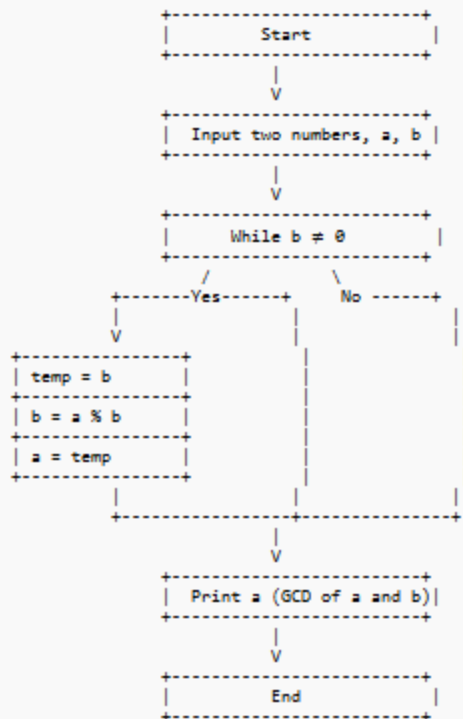 Start
Input two numbers, a, b
While b ≠ 0
Yes No
temp = b
b = a % b
a = temp
Print a (GCD of a and b)
End